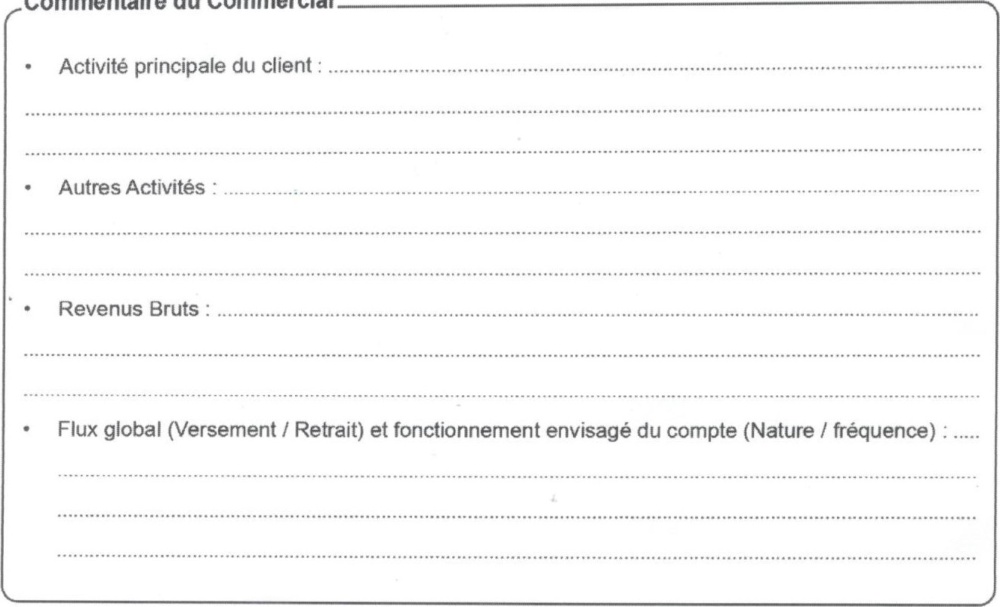 Commentaire du Commercial
• Activité principale du client : ....................
• Autres Activités : ....................
• Revenus Bruts : ....................
• Flux global (Versement / Retrait) et fonctionnement envisagé du compte (Nature / fréquence) : .....